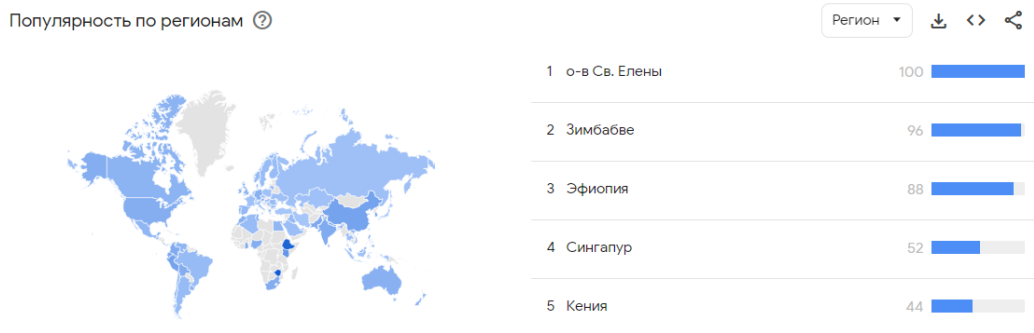 Популярность по регионам
Регион
1 о-в Св. Елены 100
2 Зимбабве 96
3 Эфиопия 88
4 Сингапур 52
5 Кения 44